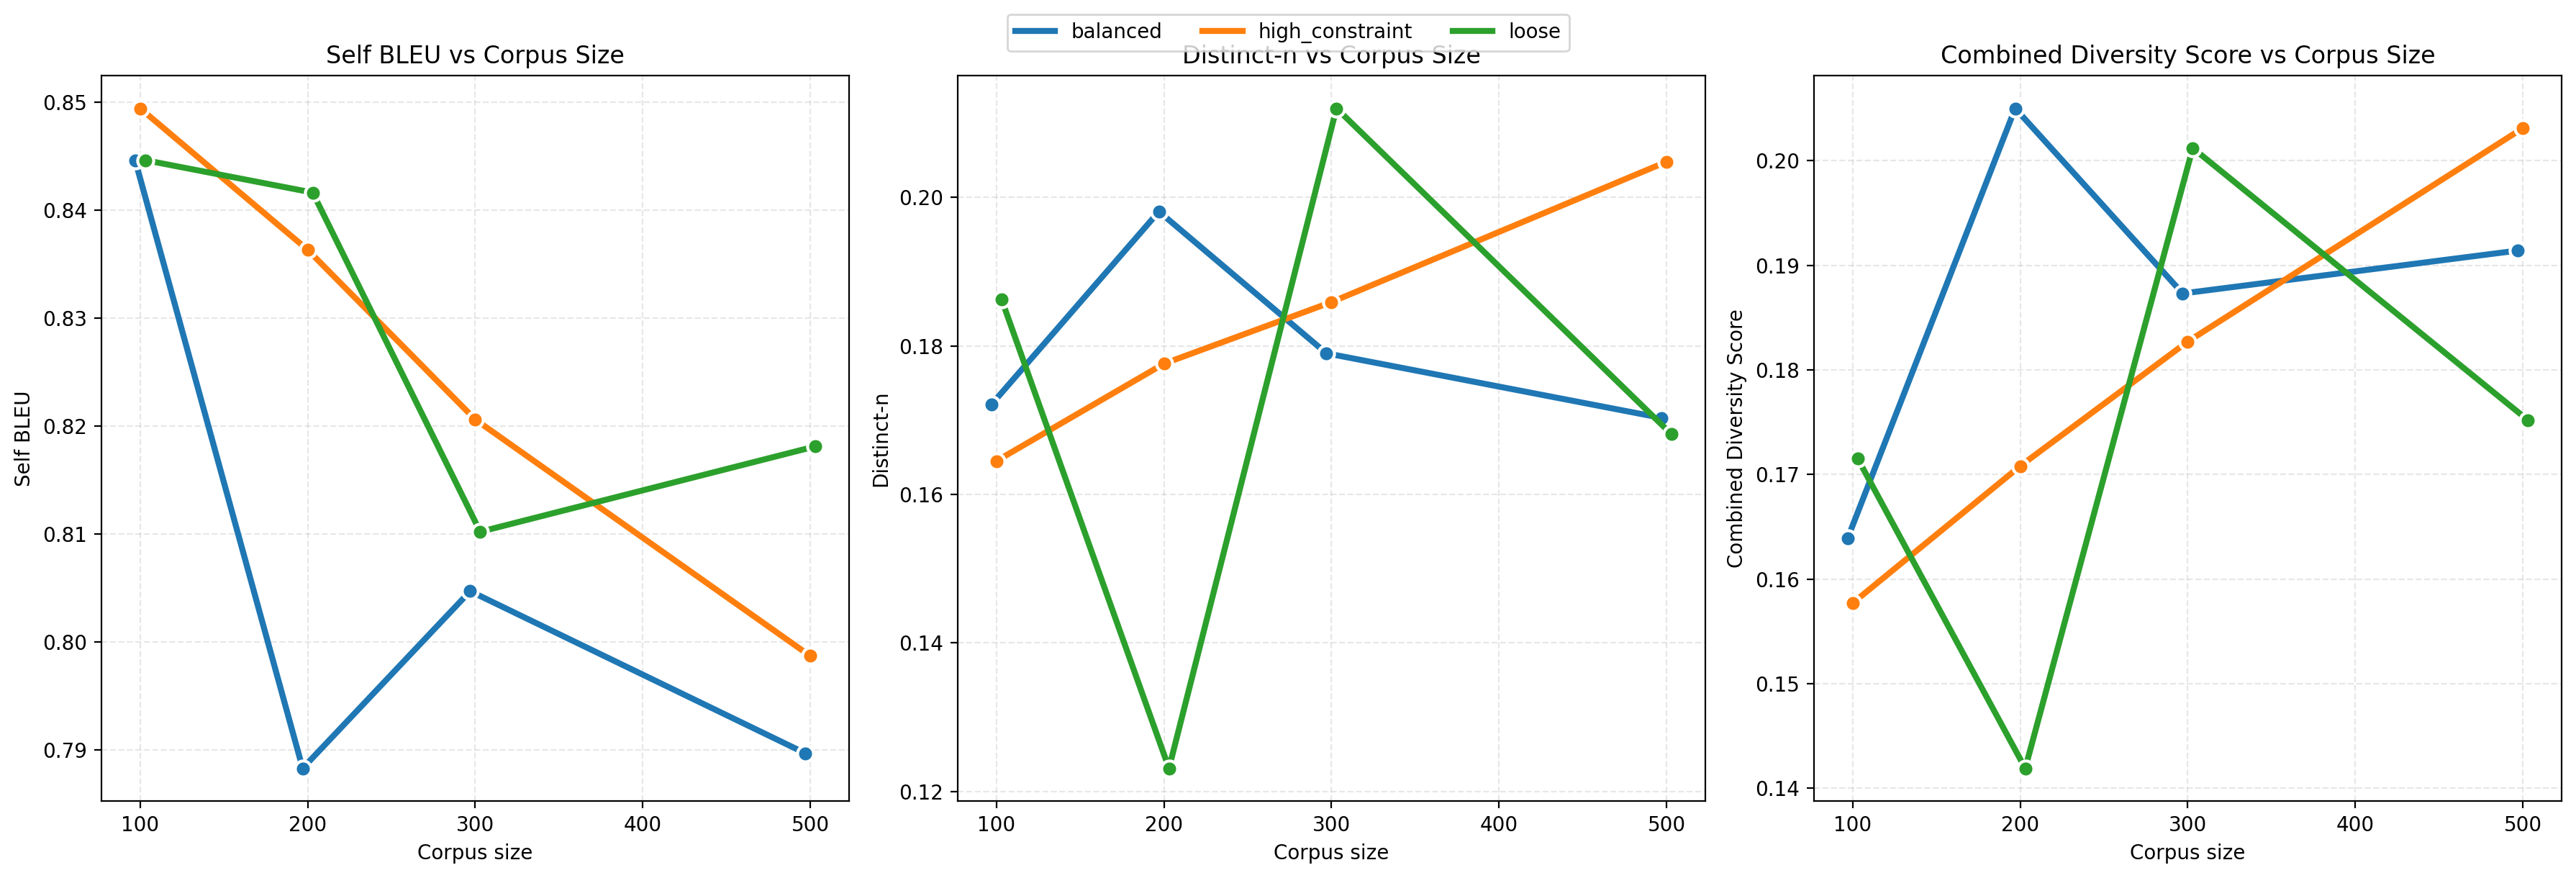 balanced high_constraint loose
Self BLEU vs Corpus Size
0.85
0.84
0.83
0.82
0.81
0.80
0.79
Self BLEU
100 200 300 400 500
Corpus size
Distinct-n vs Corpus Size
0.20
0.18
0.16
0.14
0.12
Distinct-n
100 200 300 400 500
Corpus size
Combined Diversity Score vs Corpus Size
0.20
0.19
0.18
0.17
0.16
0.15
0.14
Combined Diversity Score
100 200 300 400 500
Corpus size